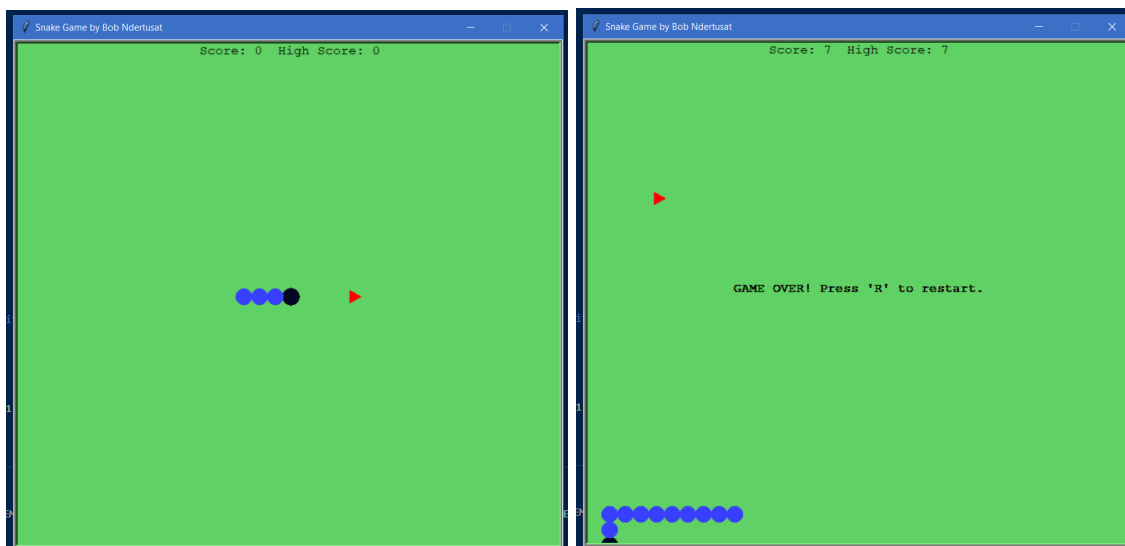 Snake Game by Bob Ndertusat
Score: 0  High Score: 0
Snake Game by Bob Ndertusat
Score: 7  High Score: 7
GAME OVER! Press 'R' to restart.